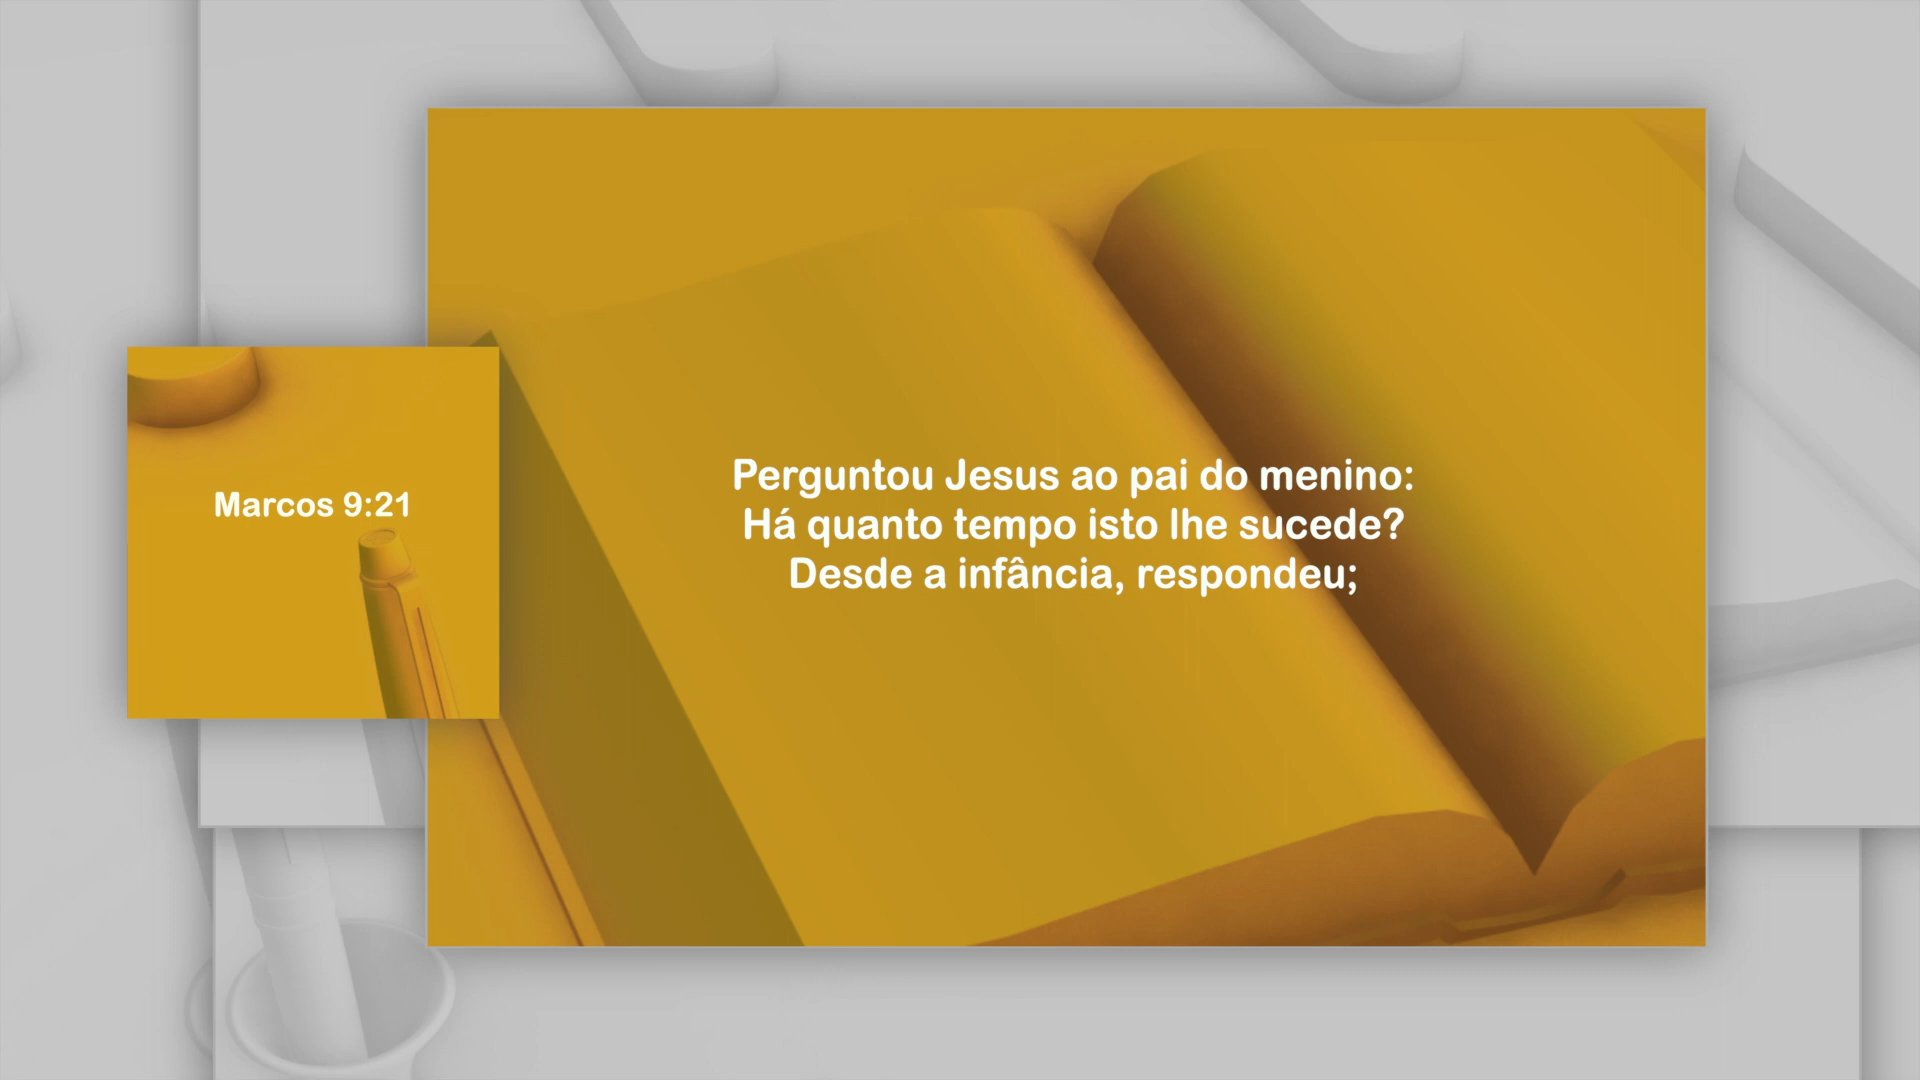 Marcos 9:21
Perguntou Jesus ao pai do menino:
Há quanto tempo isto lhe sucede?
Desde a infância, respondeu;